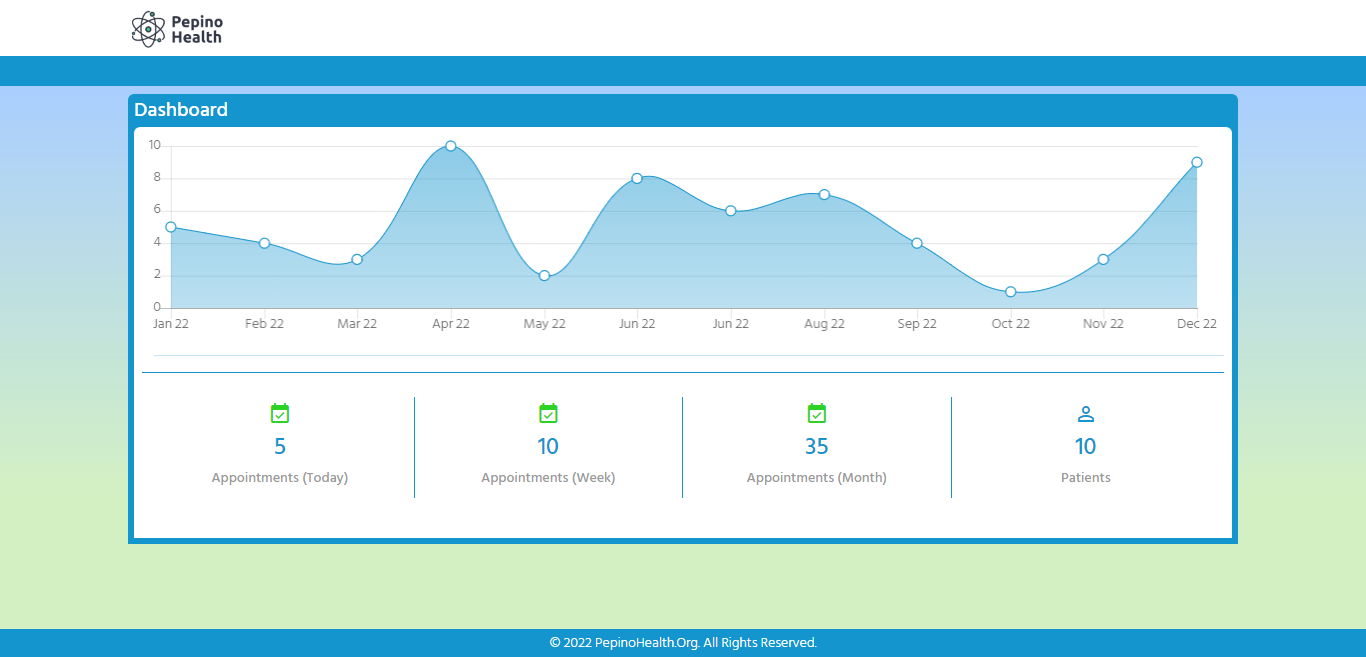 Pepino
Health
Dashboard
10
8
6
4
2
0
Jan 22 Feb 22 Mar 22 Apr 22 May 22 Jun 22 Jun 22 Aug 22 Sep 22 Oct 22 Nov 22 Dec 22
5 10 35 10
Appointments (Today) Appointments (Week) Appointments (Month) Patients
© 2022 PepinoHealth.Org. All Rights Reserved.